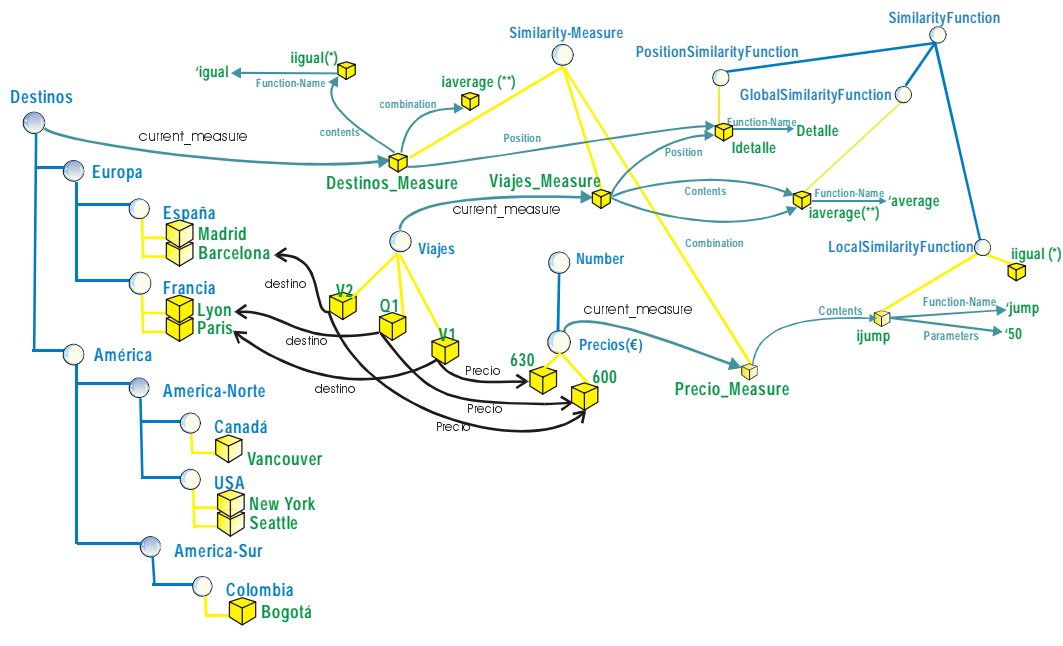 SimilarityFunction
Similarity-Measure
PositionSimilarityFunction
iigual(*)
'igual
Function-Name
iaverage (**)
GlobalSimilarityFunction
Destinos
combination
contents
current_measure
Position
Function-Name
Detalle
Idetalle
Position
Europa
Destinos_Measure
Viajes_Measure
Contents
Function-Name
'average
iaverage(**)
current_measure
España
Madrid
Barcelona
Viajes
Combination
LocalSimilarityFunction
iigual (*)
Number
destino
Francia
Lyon
Paris
V2
Q1
V1
current_measure
Contents
Function-Name
'jump
ijump
Parameters
'50
destino
Precios(€)
América
630
600
Precio
destino
Precio
Precio
Precio_Measure
America-Norte
Canadá
Vancouver
USA
New York
Seattle
America-Sur
Colombia
Bogotá